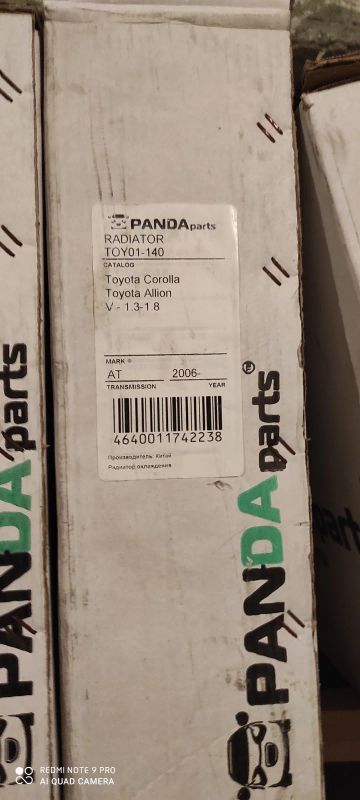 PANDAparts
RADIATOR
TOY01-140
CATALOG
Toyota Corolla
Toyota Allion
V - 1.3-1.8
MARK ®
AT 2006-
TRANSMISSION YEAR
4640011742238
Производитель: Китай
Радиатор охлаждения
PANDAparts®
PANDAparts
REDMI NOTE 9 PRO
AI QUAD CAMERA